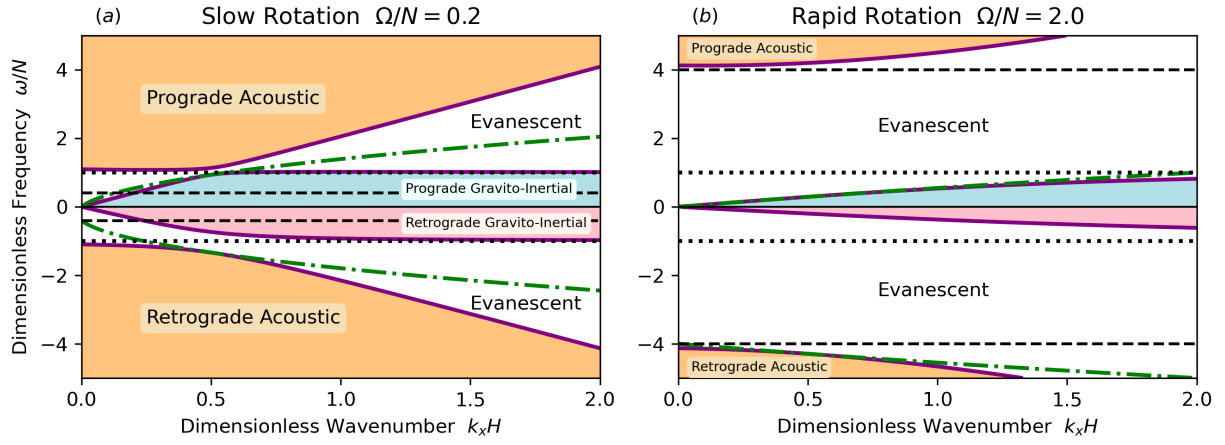 (a) Slow Rotation Ω/N = 0.2
Dimensionless Frequency ω/N
4
2
0
−2
−4
Prograde Acoustic
Evanescent
Prograde Gravito-Inertial
Retrograde Gravito-Inertial
Evanescent
Retrograde Acoustic
0.0 0.5 1.0 1.5 2.0
Dimensionless Wavenumber kₓH
(b) Rapid Rotation Ω/N = 2.0
4
2
0
−2
−4
Prograde Acoustic
Evanescent
Evanescent
Retrograde Acoustic
0.0 0.5 1.0 1.5 2.0
Dimensionless Wavenumber kₓH